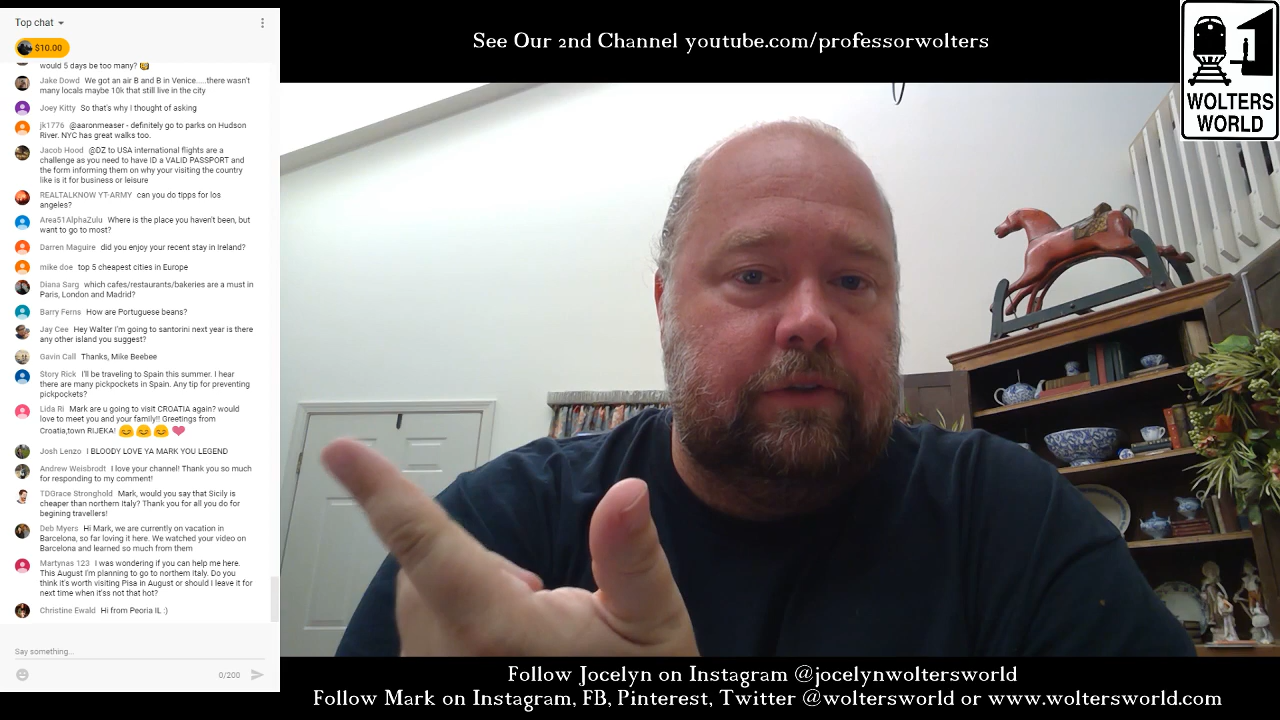 Top chat
$10.00
would 5 days be too many?
Jake Dowd We got an air B and B in Venice.....there wasn't
many locals maybe 10k that still live in the city
Joey Kitty So that's why I thought of asking
jk1776 @aaronmeaser - definitely go to parks on Hudson
River. NYC has great walks too.
Jacob Hood @DZ to USA international flights are a
challenge as you need to have ID a VALID PASSPORT and
the form informing them on why your visiting the country
like is it for business or leisure
REALTALKNOW YT-ARMY can you do tipps for los
angeles?
Area51AlphaZulu Where is the place you haven't been, but
want to go to most?
Darren Maguire did you enjoy your recent stay in Ireland?
mike doe top 5 cheapest cities in Europe
Diana Sarg which cafes/restaurants/bakeries are a must in
Paris, London and Madrid?
Barry Ferns How are Portuguese beans?
Jay Cee Hey Walter I'm going to santorini next year is there
any other island you suggest?
Gavin Call Thanks, Mike Beebee
Story Rick I'll be traveling to Spain this summer. I hear
there are many pickpockets in Spain. Any tip for preventing
pickpockets?
Lida Ri Mark are u going to visit CROATIA again? would
love to meet you and your family!! Greetings from
Croatia,town RIJEKA!
Josh Lenzo I BLOODY LOVE YA MARK YOU LEGEND
Andrew Weisbrodt I love your channel! Thank you so much
for responding to my comment!
TDGrace Stronghold Mark, would you say that Sicily is
cheaper than northern Italy? Thank you for all you do for
begining travellers!
Deb Myers Hi Mark, we are currently on vacation in
Barcelona, so far loving it here. We watched your video on
Barcelona and learned so much from them
Martynas 123 I was wondering if you can help me here.
This August I'm planning to go to northern Italy. Do you
think it's worth visiting Pisa in August or should I leave it for
next time when it'ss not that hot?
Christine Ewald Hi from Peoria IL :)
Say something...
0/200
See Our 2nd Channel youtube.com/professorwolters
WOLTERS
WORLD
Follow Jocelyn on Instagram @jocelynwoltersworld
Follow Mark on Instagram, FB, Pinterest, Twitter @woltersworld or www.woltersworld.com